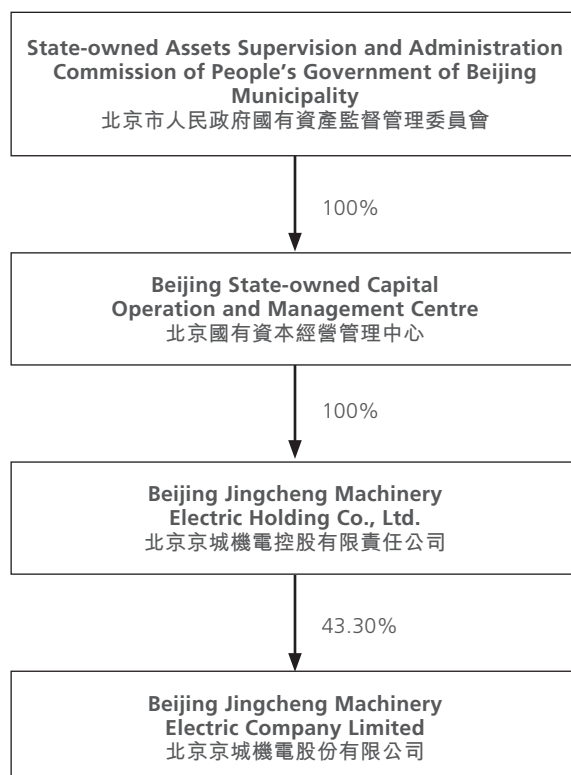 State-owned Assets Supervision and Administration
Commission of People’s Government of Beijing
Municipality
北京市人民政府國有資產監督管理委員會
100%
Beijing State-owned Capital
Operation and Management Centre
北京國有資本經營管理中心
100%
Beijing Jingcheng Machinery
Electric Holding Co., Ltd.
北京京城機電控股有限責任公司
43.30%
Beijing Jingcheng Machinery
Electric Company Limited
北京京城機電股份有限公司